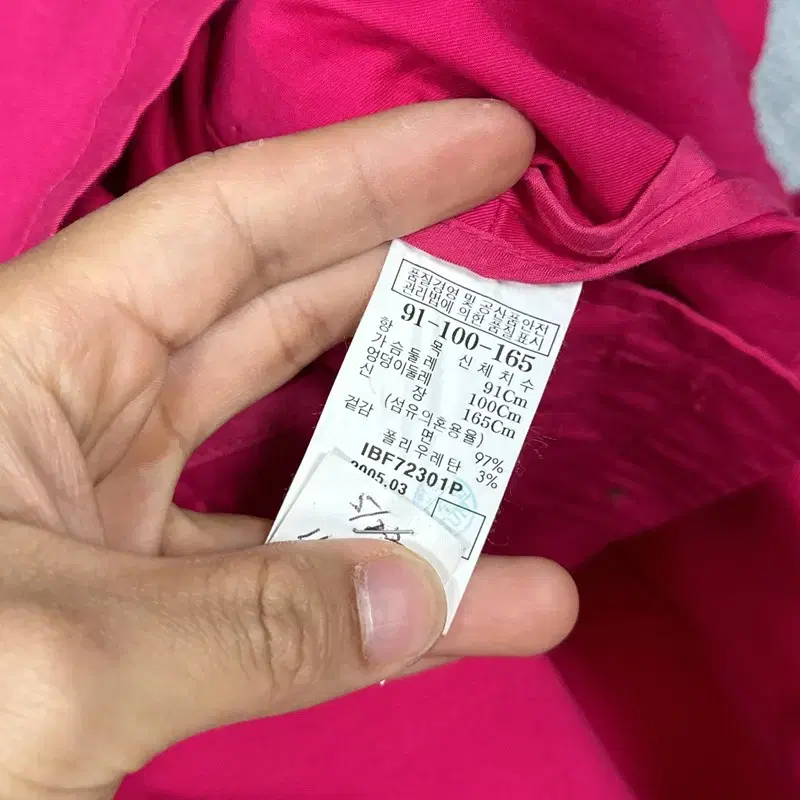 품질경영 및 공산품안전
관리법에 의한 품질표시
91-100-165
항 목 신체치수
가슴둘레 91Cm
엉덩이둘레 100Cm
신 장 165Cm
(섬유의혼용율)
겉감 면 97%
폴리우레탄 3%
IBF72301P
2005.03